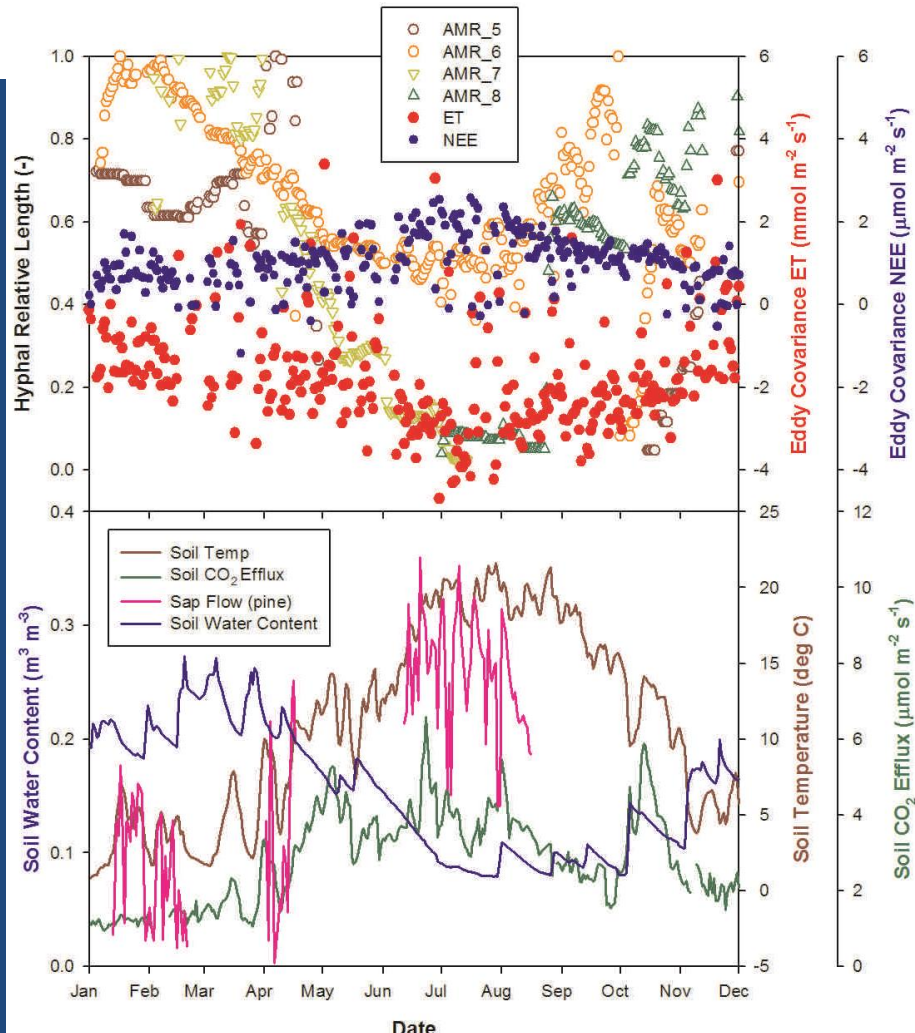 AMR_5
AMR_6
AMR_7
AMR_8
ET
NEE
1.0
0.8
0.6
0.4
0.2
0.0
Hyphal Relative Length (-)
6
4
2
0
-2
-4
Eddy Covariance ET (mmol m-2 s-1)
6
4
2
0
-2
-4
Eddy Covariance NEE (μmol m-2 s-1)
Soil Temp
Soil CO2 Efflux
Sap Flow (pine)
Soil Water Content
0.4
0.3
0.2
0.1
0.0
Soil Water Content (m3 m-3)
25
20
15
10
5
0
-5
Soil Temperature (deg C)
12
10
8
6
4
2
0
Soil CO2 Efflux (μmol m-2 s-1)
Jan Feb Mar Apr May Jun Jul Aug Sep Oct Nov Dec
Date